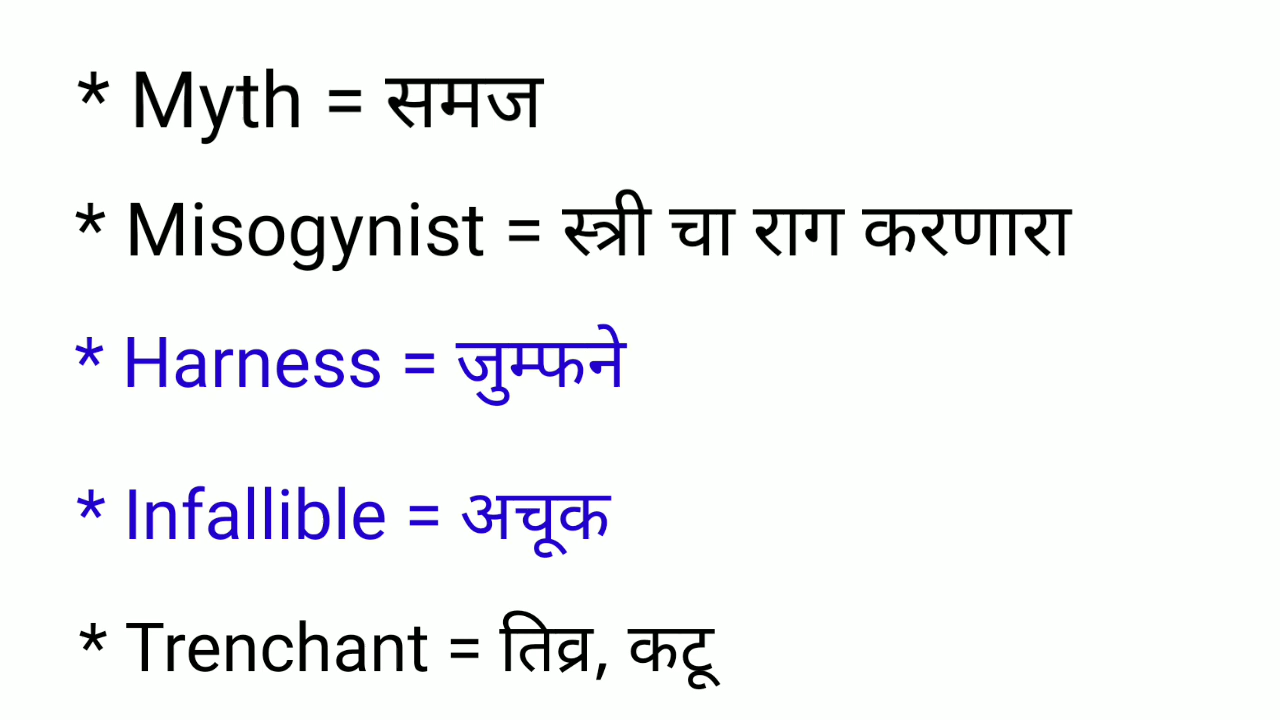 * Myth = समज
* Misogynist = स्त्री चा राग करणारा
* Harness = जुम्फने
* Infallible = अचूक
* Trenchant = तिव्र, कटू